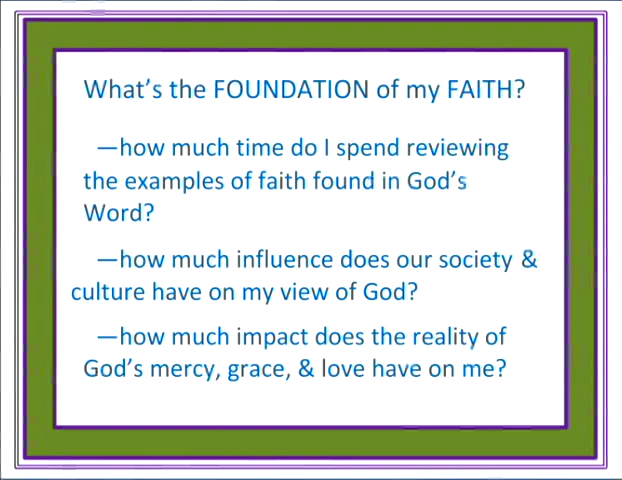 What’s the FOUNDATION of my FAITH?
—how much time do I spend reviewing
the examples of faith found in God’s
Word?
—how much influence does our society &
culture have on my view of God?
—how much impact does the reality of
God’s mercy, grace, & love have on me?